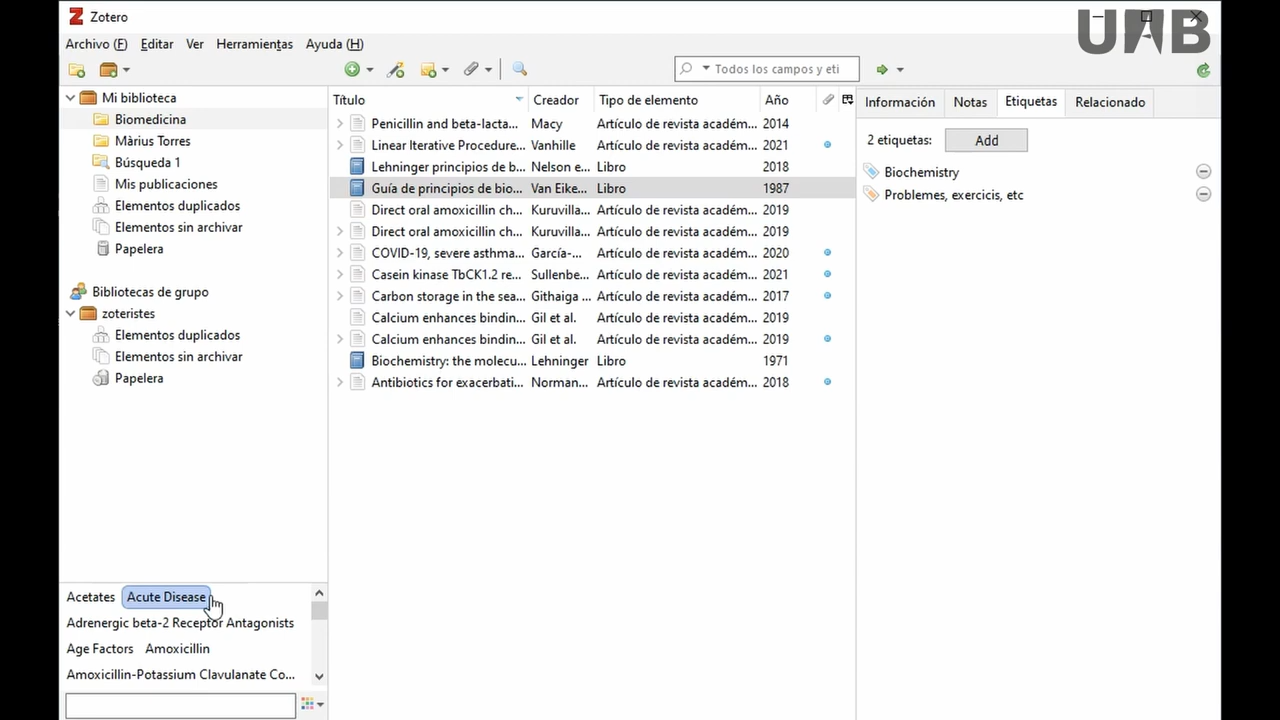 Zotero
UAB
Archivo (F) Editar Ver Herramientas Ayuda (H)
Todos los campos y eti
Mi biblioteca
Biomedicina
Màrius Torres
Búsqueda 1
Mis publicaciones
Elementos duplicados
Elementos sin archivar
Papelera
Bibliotecas de grupo
zoteristes
Elementos duplicados
Elementos sin archivar
Papelera
Acetates Acute Disease
Adrenergic beta-2 Receptor Antagonists
Age Factors Amoxicillin
Amoxicillin-Potassium Clavulanate Co...
Título Creador Tipo de elemento Año
Penicillin and beta-lacta... Macy Artículo de revista académ... 2014
Linear Iterative Procedure... Vanhille Artículo de revista académ... 2021
Lehninger principios de b... Nelson e... Libro 2018
Guía de principios de bio... Van Eike... Libro 1987
Direct oral amoxicillin ch... Kuruvilla... Artículo de revista académ... 2019
Direct oral amoxicillin ch... Kuruvilla... Artículo de revista académ... 2019
COVID-19, severe asthma... García-... Artículo de revista académ... 2020
Casein kinase TbCK1.2 re... Sullenbe... Artículo de revista académ... 2021
Carbon storage in the sea... Githaiga ... Artículo de revista académ... 2017
Calcium enhances bindin... Gil et al. Artículo de revista académ... 2019
Calcium enhances bindin... Gil et al. Artículo de revista académ... 2019
Biochemistry: the molecu... Lehninger Libro 1971
Antibiotics for exacerbati... Norman... Artículo de revista académ... 2018
Información Notas Etiquetas Relacionado
2 etiquetas: Add
Biochemistry
Problemes, exercicis, etc